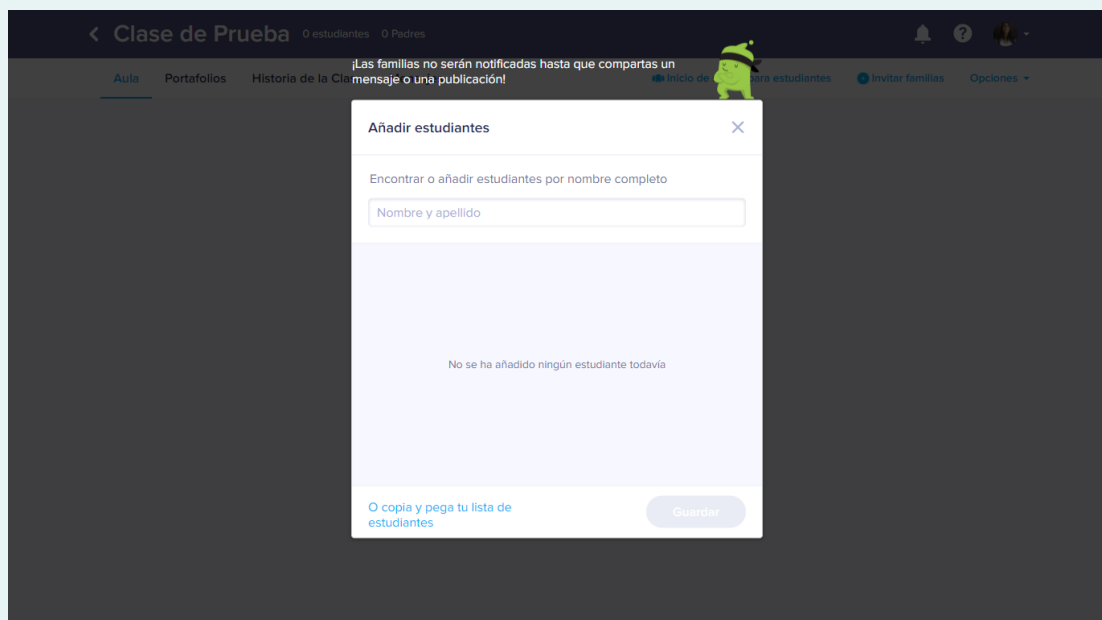 Clase de Prueba 0 estudiantes 0 Padres
¡Las familias no serán notificadas hasta que compartas un
mensaje o una publicación!
Aula Portafolios Historia de la Inicio de para estudiantes Invitar familias Opciones
Añadir estudiantes
Encontrar o añadir estudiantes por nombre completo
Nombre y apellido
No se ha añadido ningún estudiante todavía
O copia y pega tu lista de
estudiantes
Guardar